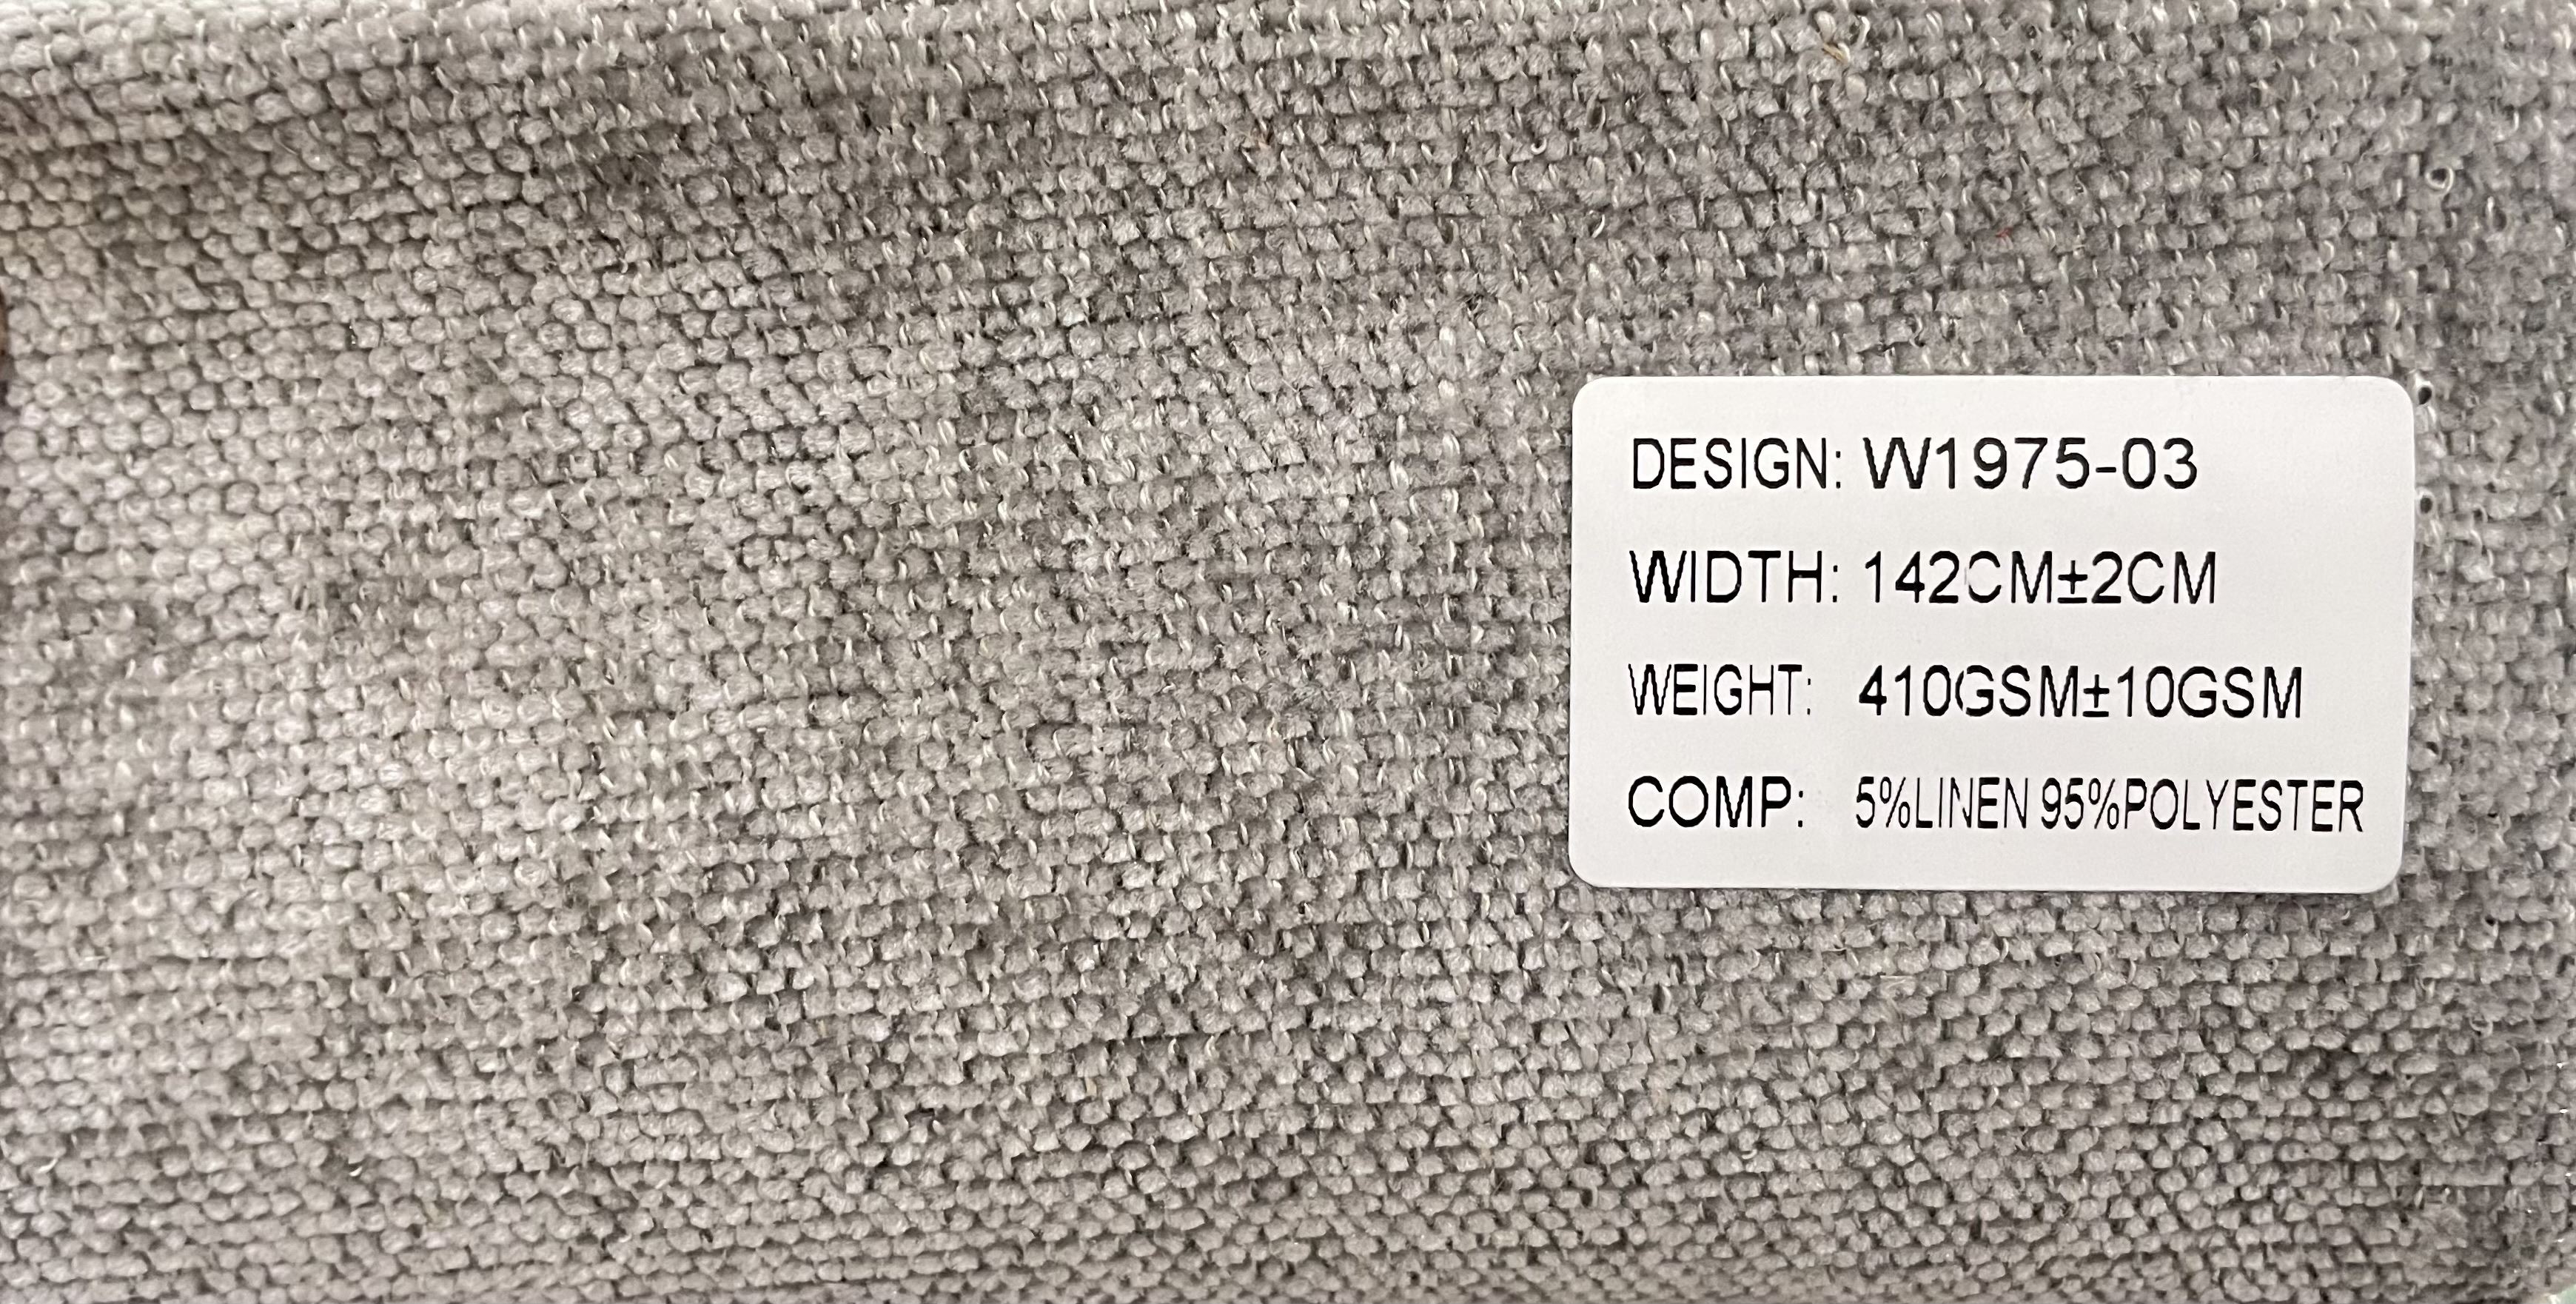 DESIGN: W1975-03
WIDTH: 142CM±2CM
WEIGHT: 410GSM±10GSM
COMP: 5%LINEN 95%POLYESTER